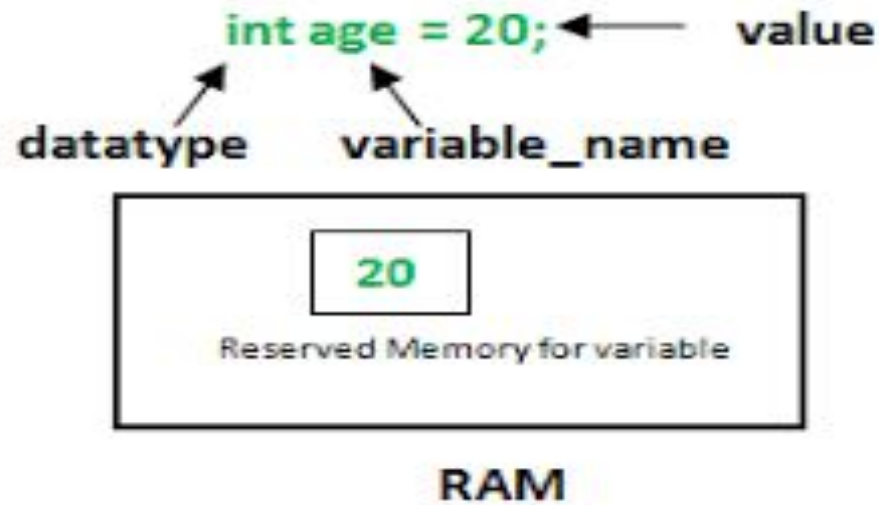 int age = 20; value
datatype variable_name
20
Reserved Memory for variable
RAM